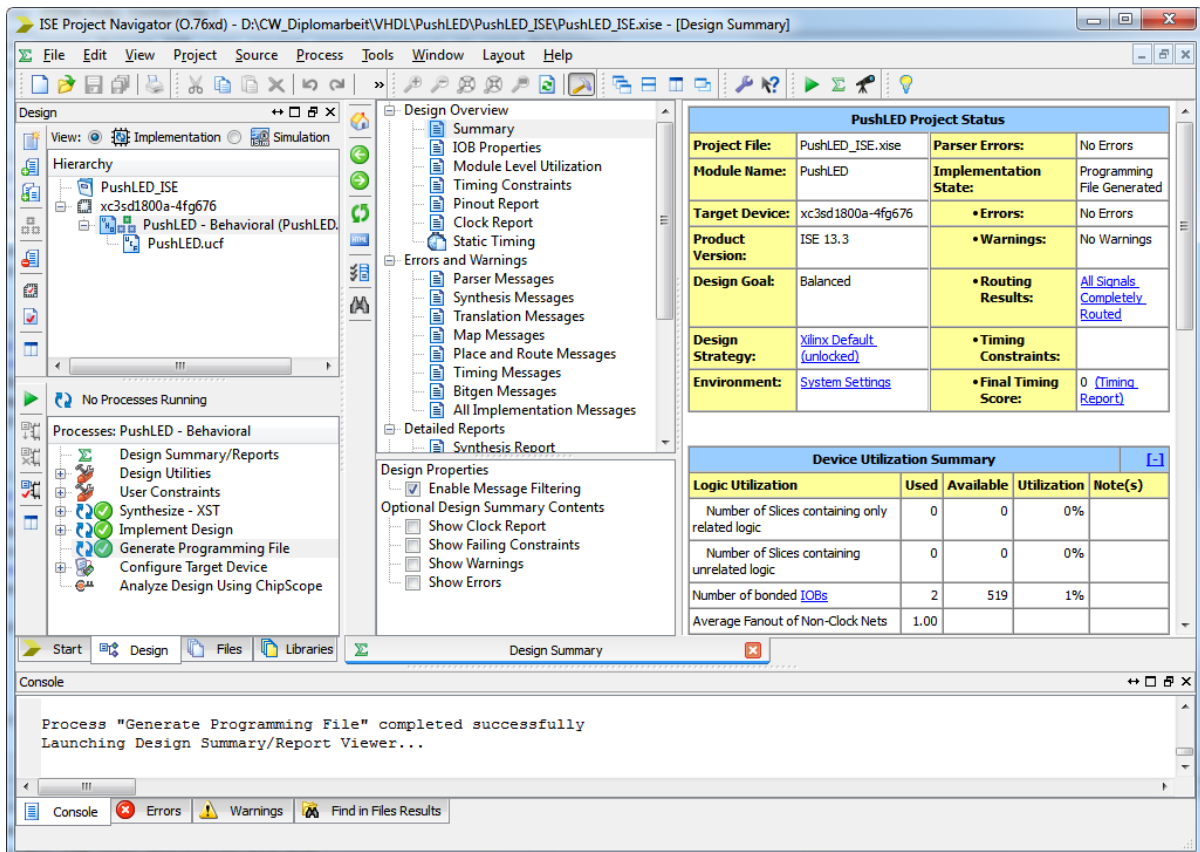 ISE Project Navigator (O.76xd) - D:\CW_Diplomarbeit\VHDL\PushLED\PushLED_ISE\PushLED_ISE.xise - [Design Summary]
File Edit View Project Source Process Tools Window Layout Help
Design
View: Implementation Simulation
Hierarchy
PushLED_ISE
xc3sd1800a-4fg676
PushLED - Behavioral (PushLED.
PushLED.ucf
No Processes Running
Processes: PushLED - Behavioral
Design Summary/Reports
Design Utilities
User Constraints
Synthesize - XST
Implement Design
Generate Programming File
Configure Target Device
Analyze Design Using ChipScope
Start Design Files Libraries
Design Overview
Summary
IOB Properties
Module Level Utilization
Timing Constraints
Pinout Report
Clock Report
Static Timing
Errors and Warnings
Parser Messages
Synthesis Messages
Translation Messages
Map Messages
Place and Route Messages
Timing Messages
Bitgen Messages
All Implementation Messages
Detailed Reports
Synthesis Report
Design Properties
Enable Message Filtering
Optional Design Summary Contents
Show Clock Report
Show Failing Constraints
Show Warnings
Show Errors
Design Summary
PushLED Project Status
Project File: PushLED_ISE.xise Parser Errors: No Errors
Module Name: PushLED Implementation State: Programming File Generated
Target Device: xc3sd1800a-4fg676 • Errors: No Errors
Product Version: ISE 13.3 • Warnings: No Warnings
Design Goal: Balanced • Routing Results: All Signals Completely Routed
Design Strategy: Xilinx Default (unlocked) • Timing Constraints:
Environment: System Settings • Final Timing Score: 0 (Timing Report)
Device Utilization Summary [-]
Logic Utilization Used Available Utilization Note(s)
Number of Slices containing only related logic 0 0 0%
Number of Slices containing unrelated logic 0 0 0%
Number of bonded IOBs 2 519 1%
Average Fanout of Non-Clock Nets 1.00
Console
Process "Generate Programming File" completed successfully
Launching Design Summary/Report Viewer...
Console Errors Warnings Find in Files Results